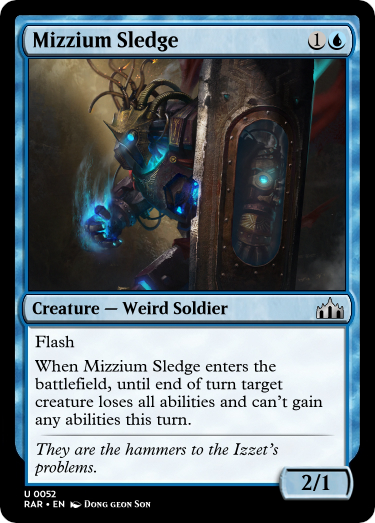 Mizzium Sledge 1
Creature — Weird Soldier
Flash
When Mizzium Sledge enters the
battlefield, until end of turn target
creature loses all abilities and can't gain
any abilities this turn.
They are the hammers to the Izzet's
problems.
2/1
U 0052
RAR • EN Dong geon Son